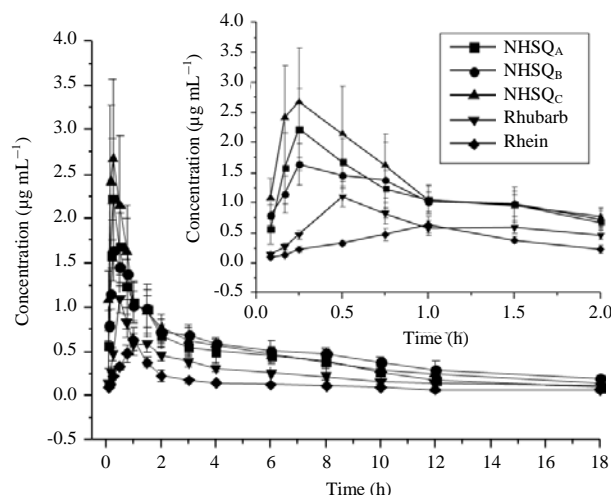 4.0
3.5
3.0
2.5
2.0
1.5
1.0
0.5
0.0
-0.5
Concentration (µg mL⁻¹)
0 2 4 6 8 10 12 14 16 18
Time (h)
4.0
3.5
3.0
2.5
2.0
1.5
1.0
0.5
0.0
-0.5
Concentration (µg mL⁻¹)
0.0 0.5 1.0 1.5 2.0
Time (h)
NHSQA
NHSQB
NHSQC
Rhubarb
Rhein